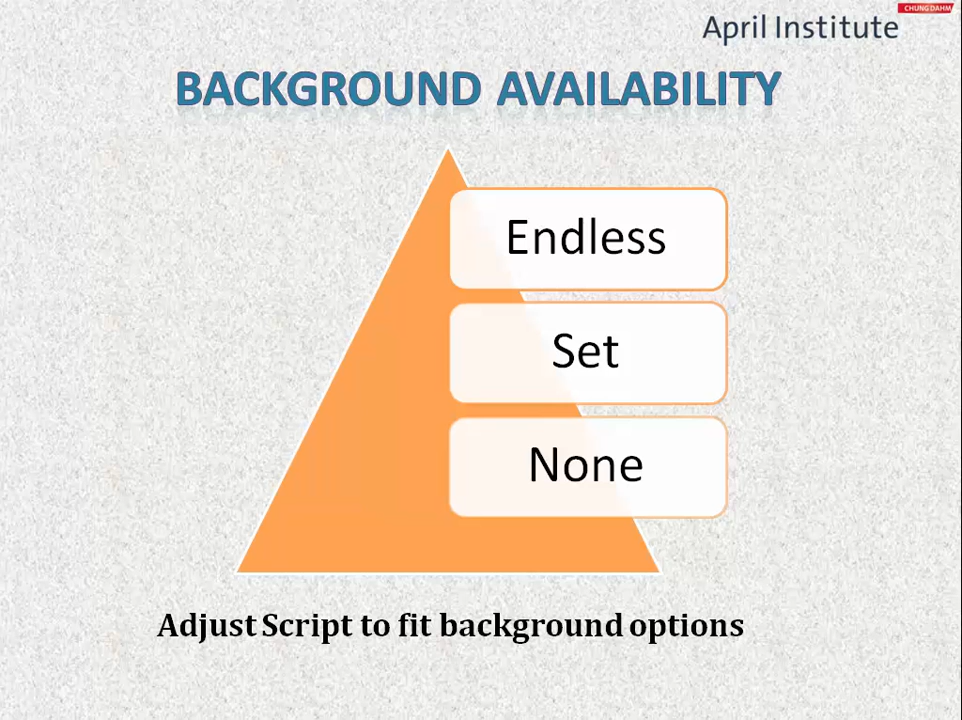 CHUNGDAHM
April Institute
BACKGROUND AVAILABILITY
Endless
Set
None
Adjust Script to fit background options